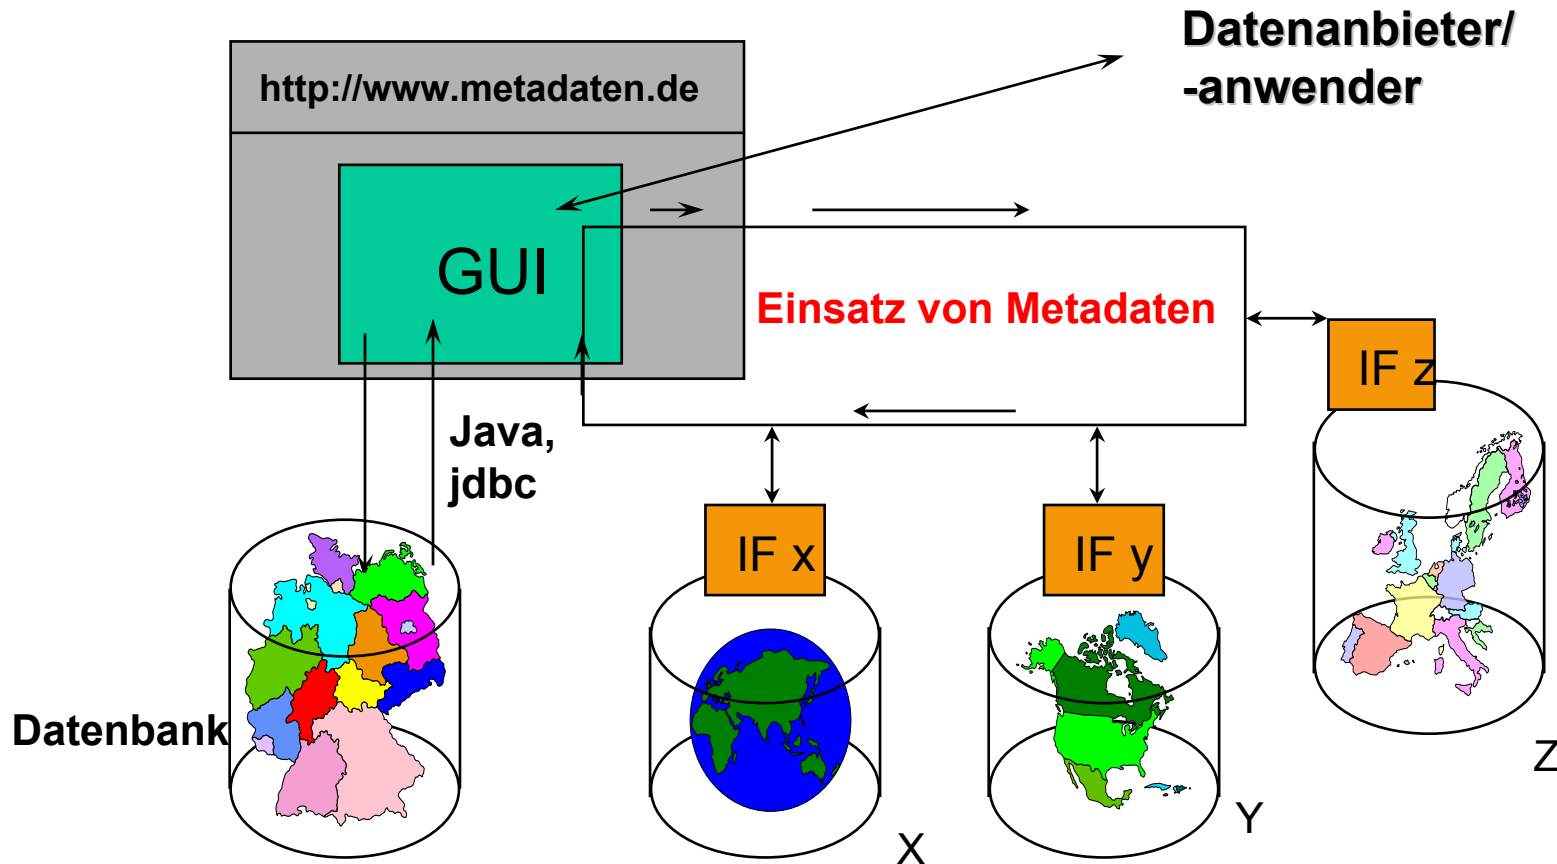 Datenanbieter/
-anwender
http://www.metadaten.de
GUI
Einsatz von Metadaten
IF z
Java,
jdbc
IF x
IF y
Datenbank
Z
Y
X